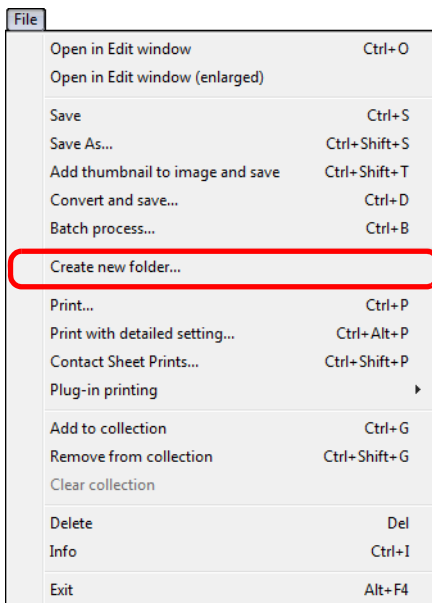 File
Open in Edit window Ctrl+O
Open in Edit window (enlarged)
Save Ctrl+S
Save As... Ctrl+Shift+S
Add thumbnail to image and save Ctrl+Shift+T
Convert and save... Ctrl+D
Batch process... Ctrl+B
Create new folder...
Print... Ctrl+P
Print with detailed setting... Ctrl+Alt+P
Contact Sheet Prints... Ctrl+Shift+P
Plug-in printing
Add to collection Ctrl+G
Remove from collection Ctrl+Shift+G
Clear collection
Delete Del
Info Ctrl+I
Exit Alt+F4